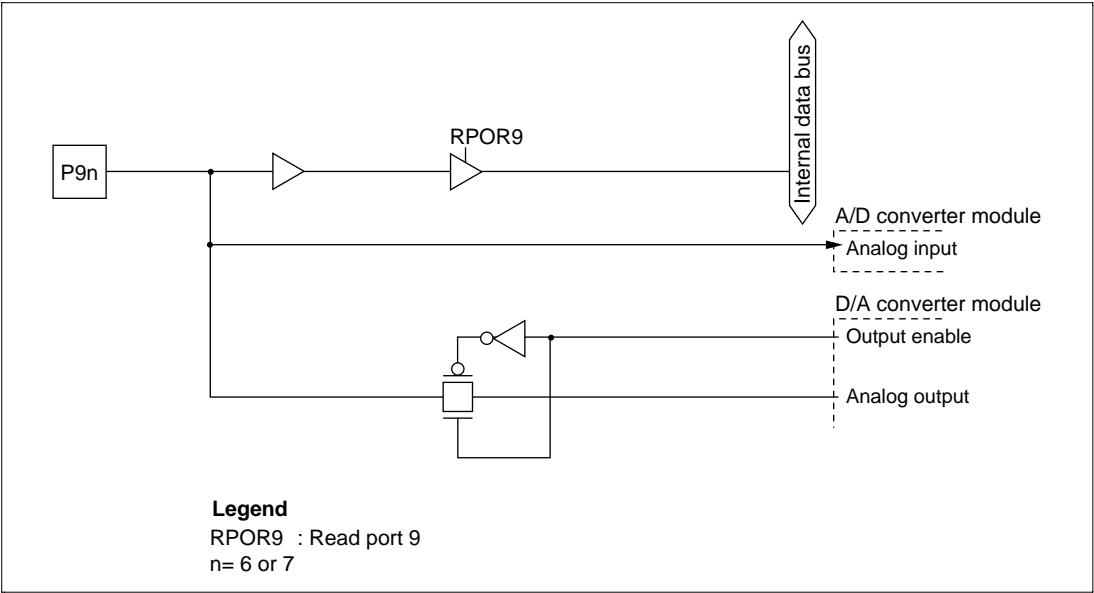 RPOR9
P9n
Internal data bus
A/D converter module
Analog input
D/A converter module
Output enable
Analog output
Legend
RPOR9 : Read port 9
n= 6 or 7